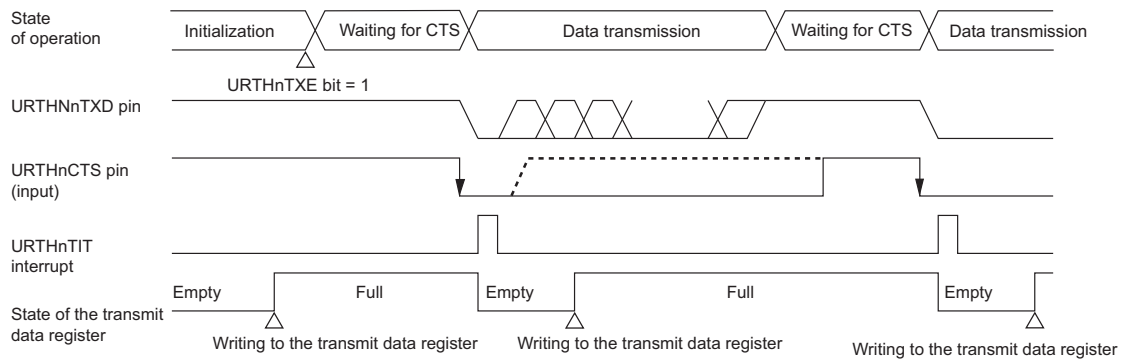 State
of operation
Initialization
Waiting for CTS
Data transmission
Waiting for CTS
Data transmission
URTHnTXE bit = 1
URTHNnTXD pin
URTHnCTS pin
(input)
URTHnTIT
interrupt
Empty
Full
Empty
Full
Empty
State of the transmit
data register
Writing to the transmit data register
Writing to the transmit data register
Writing to the transmit data register